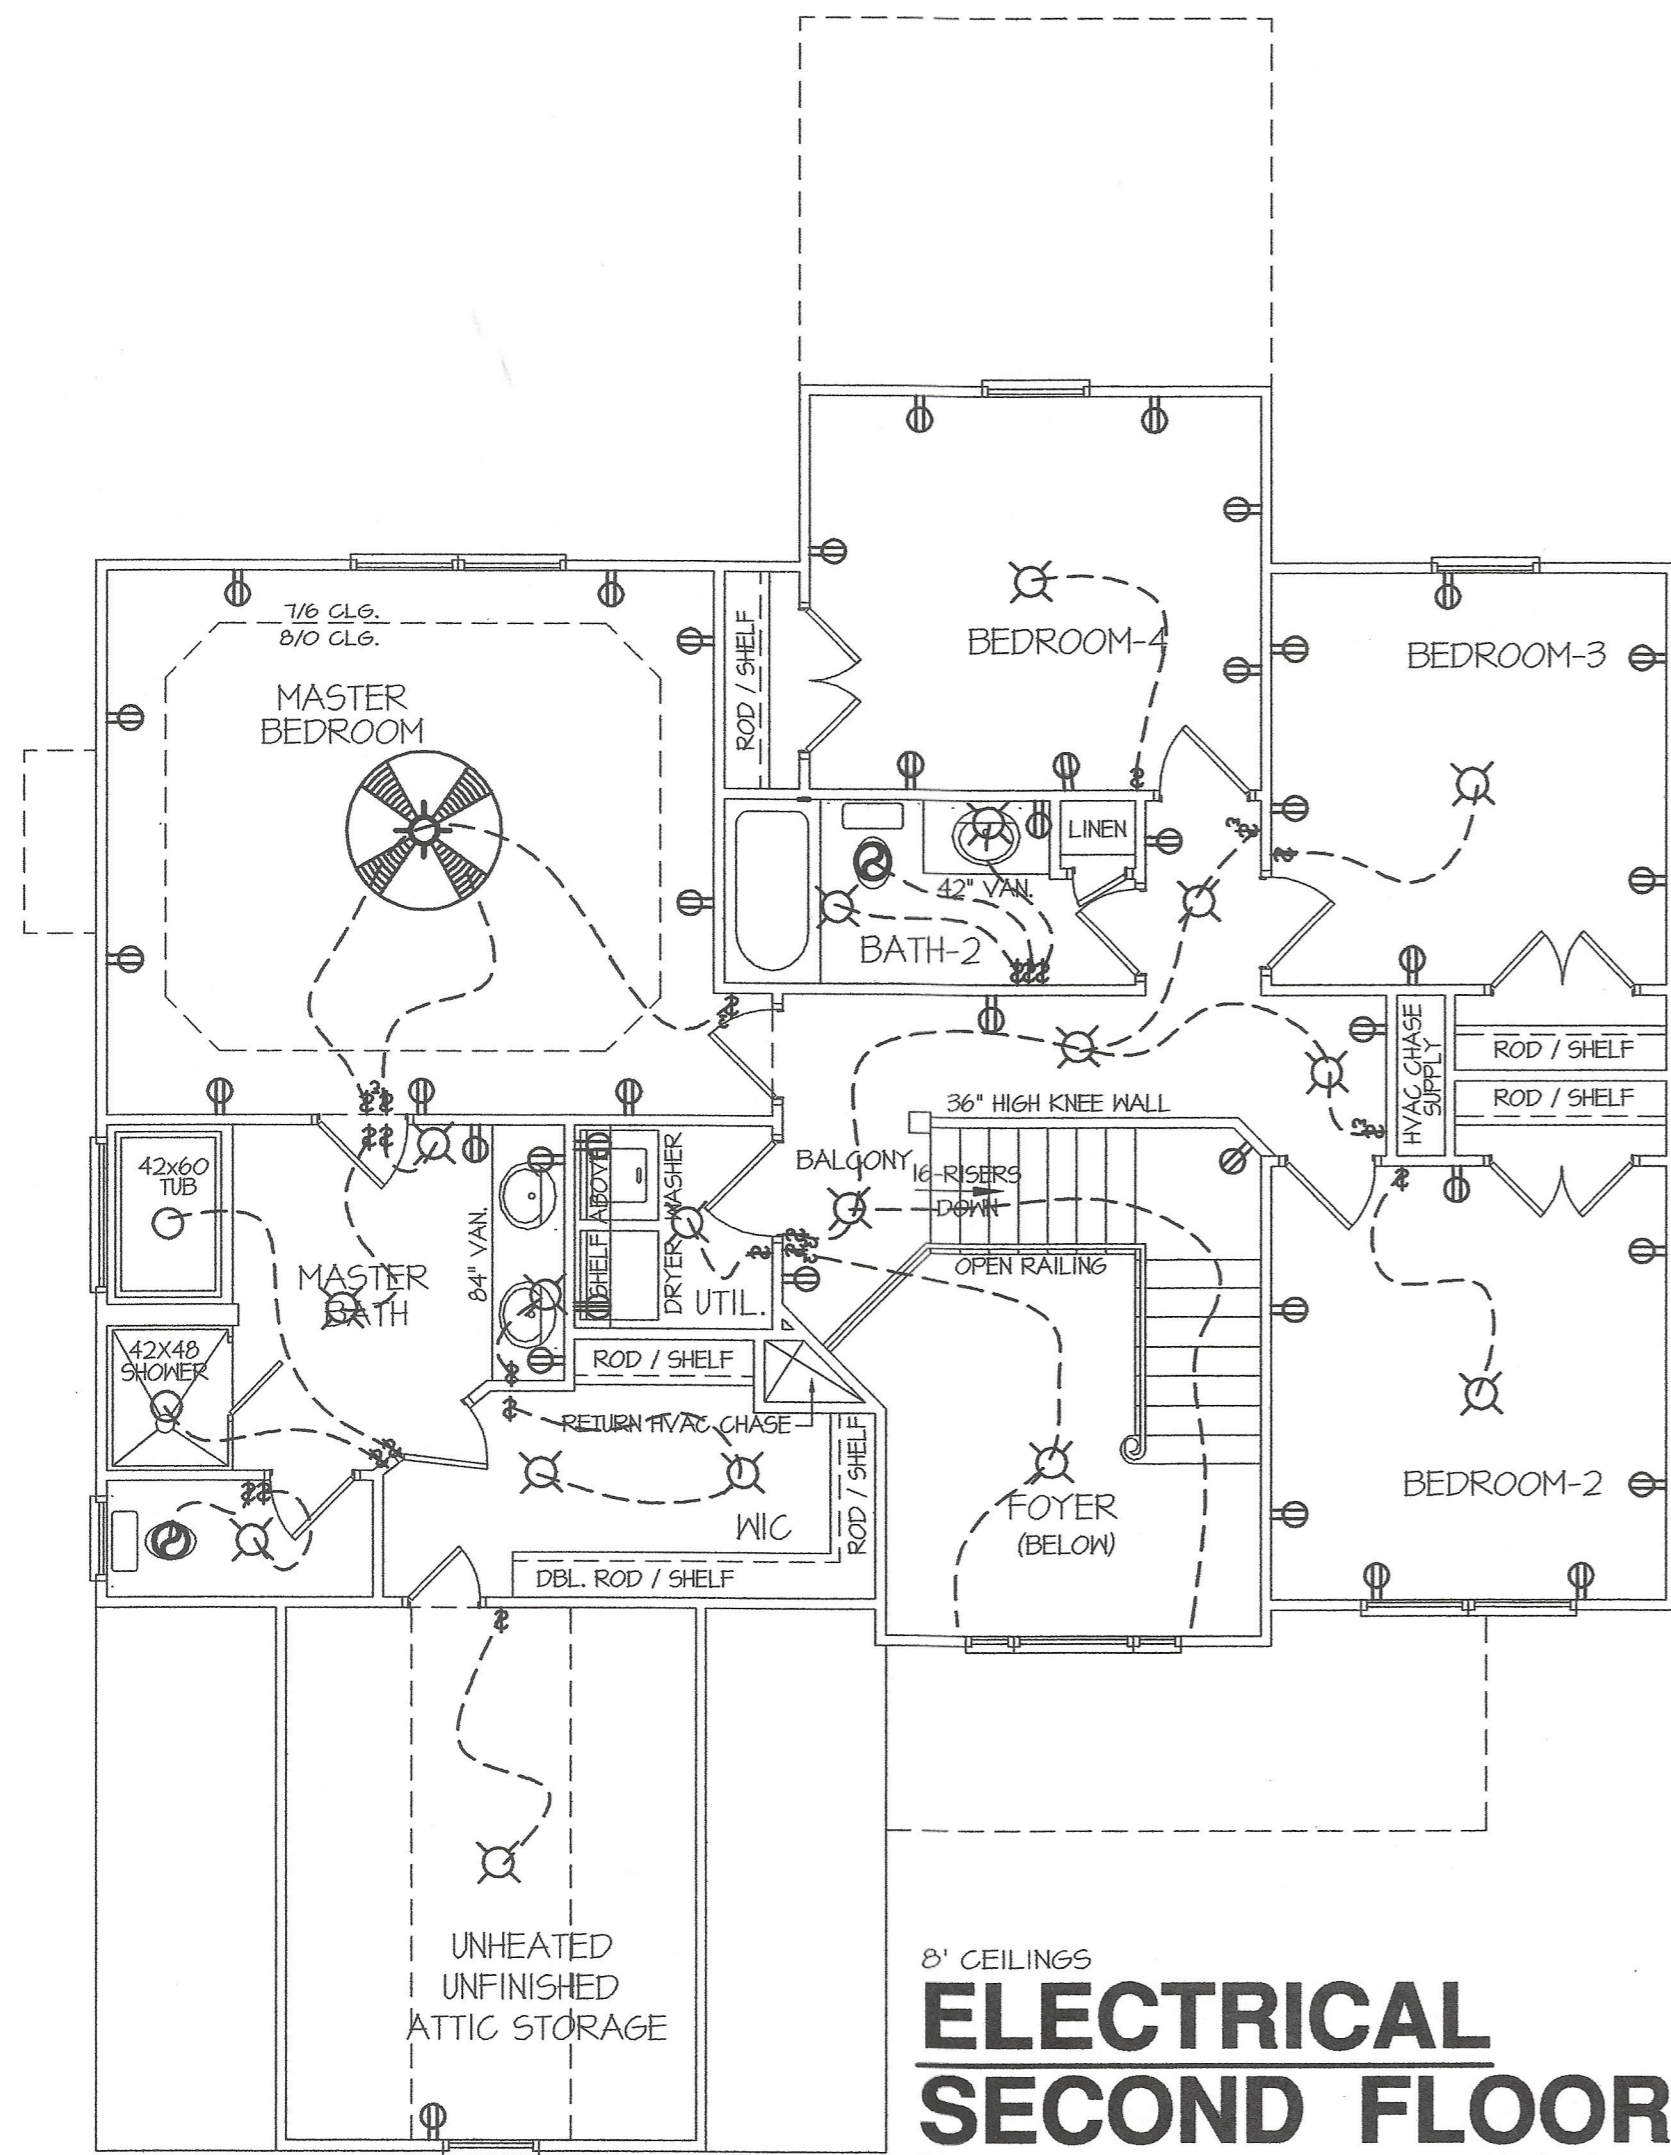 7/6 CLG.
8/0 CLG.
MASTER
BEDROOM
ROD / SHELF
BEDROOM-4
BEDROOM-3
LINEN
42" VAN.
BATH-2
HVAC CHASE
SUPPLY
ROD / SHELF
ROD / SHELF
36" HIGH KNEE WALL
BALCONY
16-RISERS
DOWN
OPEN RAILING
42x60
TUB
84" VAN.
SHELF ABOVE
WASHER
DRYER
UTIL.
MASTER
BATH
42X48
SHOWER
ROD / SHELF
RETURN HVAC CHASE
ROD / SHELF
WIC
DBL. ROD / SHELF
FOYER
(BELOW)
BEDROOM-2
UNHEATED
UNFINISHED
ATTIC STORAGE
8' CEILINGS
ELECTRICAL
SECOND FLOOR